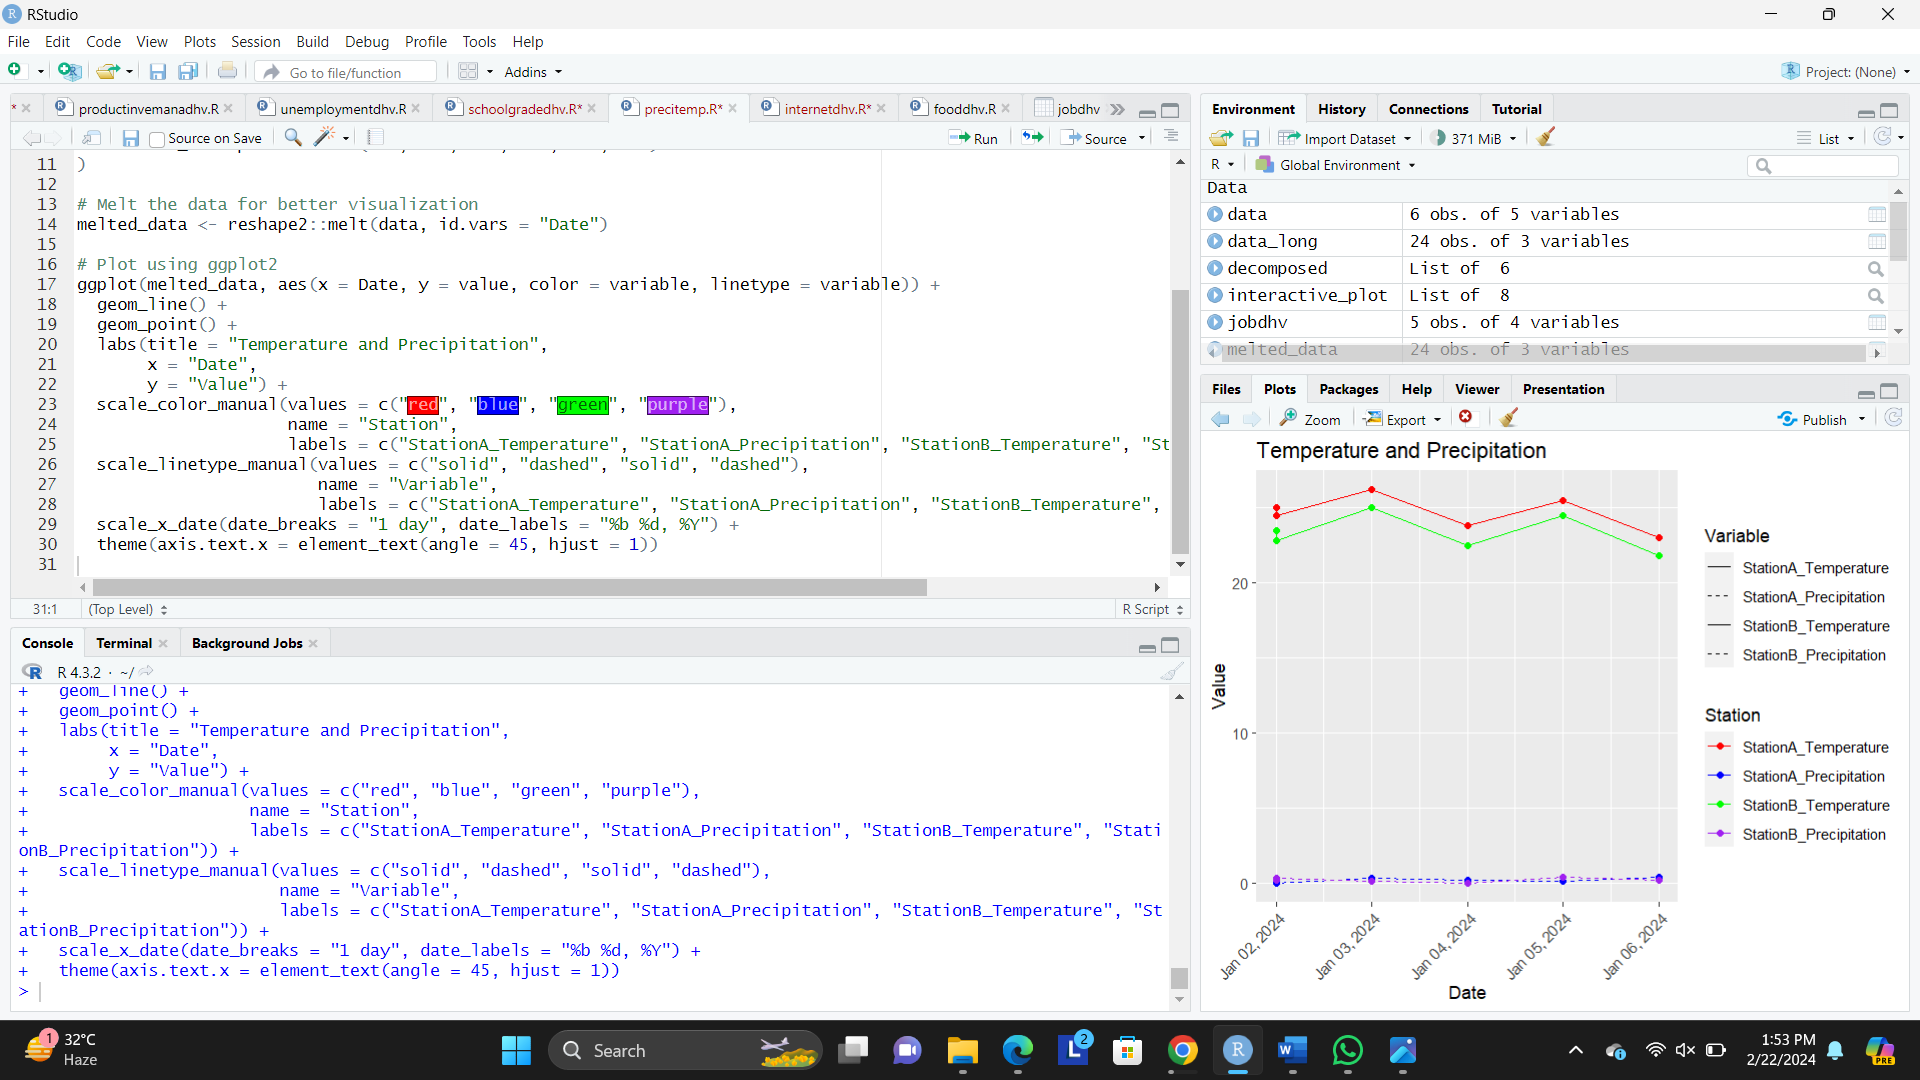 RStudio
File Edit Code View Plots Session Build Debug Profile Tools Help
Go to file/function Addins Project: (None)
productinvemanadhv.R unemploymentdhv.R schoolgradedhv.R* precitemp.R* internetdhv.R* fooddhv.R jobdhv
Source on Save Run Source
11 )
12
13 # Melt the data for better visualization
14 melted_data <- reshape2::melt(data, id.vars = "Date")
15
16 # Plot using ggplot2
17 ggplot(melted_data, aes(x = Date, y = value, color = variable, linetype = variable)) +
18 geom_line() +
19 geom_point() +
20 labs(title = "Temperature and Precipitation",
21 x = "Date",
22 y = "Value") +
23 scale_color_manual(values = c("red", "blue", "green", "purple"),
24 name = "Station",
25 labels = c("StationA_Temperature", "StationA_Precipitation", "StationB_Temperature", "St
26 scale_linetype_manual(values = c("solid", "dashed", "solid", "dashed"),
27 name = "Variable",
28 labels = c("StationA_Temperature", "StationA_Precipitation", "StationB_Temperature",
29 scale_x_date(date_breaks = "1 day", date_labels = "%b %d, %Y") +
30 theme(axis.text.x = element_text(angle = 45, hjust = 1))
31
31:1 (Top Level) R Script
Console Terminal Background Jobs
R 4.3.2 · ~/
+ geom_line() +
+ geom_point() +
+ labs(title = "Temperature and Precipitation",
+ x = "Date",
+ y = "Value") +
+ scale_color_manual(values = c("red", "blue", "green", "purple"),
+ name = "Station",
+ labels = c("StationA_Temperature", "StationA_Precipitation", "StationB_Temperature", "Stati
onB_Precipitation")) +
+ scale_linetype_manual(values = c("solid", "dashed", "solid", "dashed"),
+ name = "Variable",
+ labels = c("StationA_Temperature", "StationA_Precipitation", "StationB_Temperature", "St
ationB_Precipitation")) +
+ scale_x_date(date_breaks = "1 day", date_labels = "%b %d, %Y") +
+ theme(axis.text.x = element_text(angle = 45, hjust = 1))
>
Environment History Connections Tutorial
Import Dataset 371 MiB List
R Global Environment
Data
data 6 obs. of 5 variables
data_long 24 obs. of 3 variables
decomposed List of 6
interactive_plot List of 8
jobdhv 5 obs. of 4 variables
melted_data 24 obs. of 3 variables
Files Plots Packages Help Viewer Presentation
Zoom Export Publish
Temperature and Precipitation
20
10
0
Value
Jan 02, 2024 Jan 03, 2024 Jan 04, 2024 Jan 05, 2024 Jan 06, 2024
Date
Variable
StationA_Temperature
StationA_Precipitation
StationB_Temperature
StationB_Precipitation
Station
StationA_Temperature
StationA_Precipitation
StationB_Temperature
StationB_Precipitation
1 32°C
Haze
Search
2
1:53 PM
2/22/2024
PRE